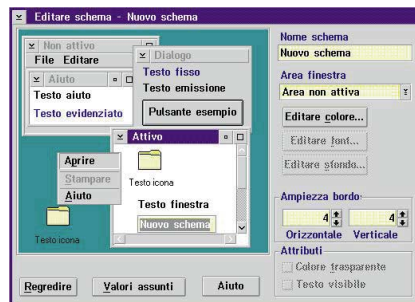 Editare schema - Nuovo schema
Non attivo
File Editare
Aiuto
Testo aiuto
Testo evidenziato
Dialogo
Testo fisso
Testo emissione
Pulsante esempio
Attivo
Testo icona
Testo finestra
Nuovo schema
Aprire
Stampare
Aiuto
Testo icona
Nome schema
Nuovo schema
Area finestra
Area non attiva
Editare colore...
Editare font...
Editare sfondo...
Ampiezza bordo:
4 4
Orizzontale Verticale
Attributi
Colore trasparente
Testo visibile
Regredire Valori assunti Aiuto